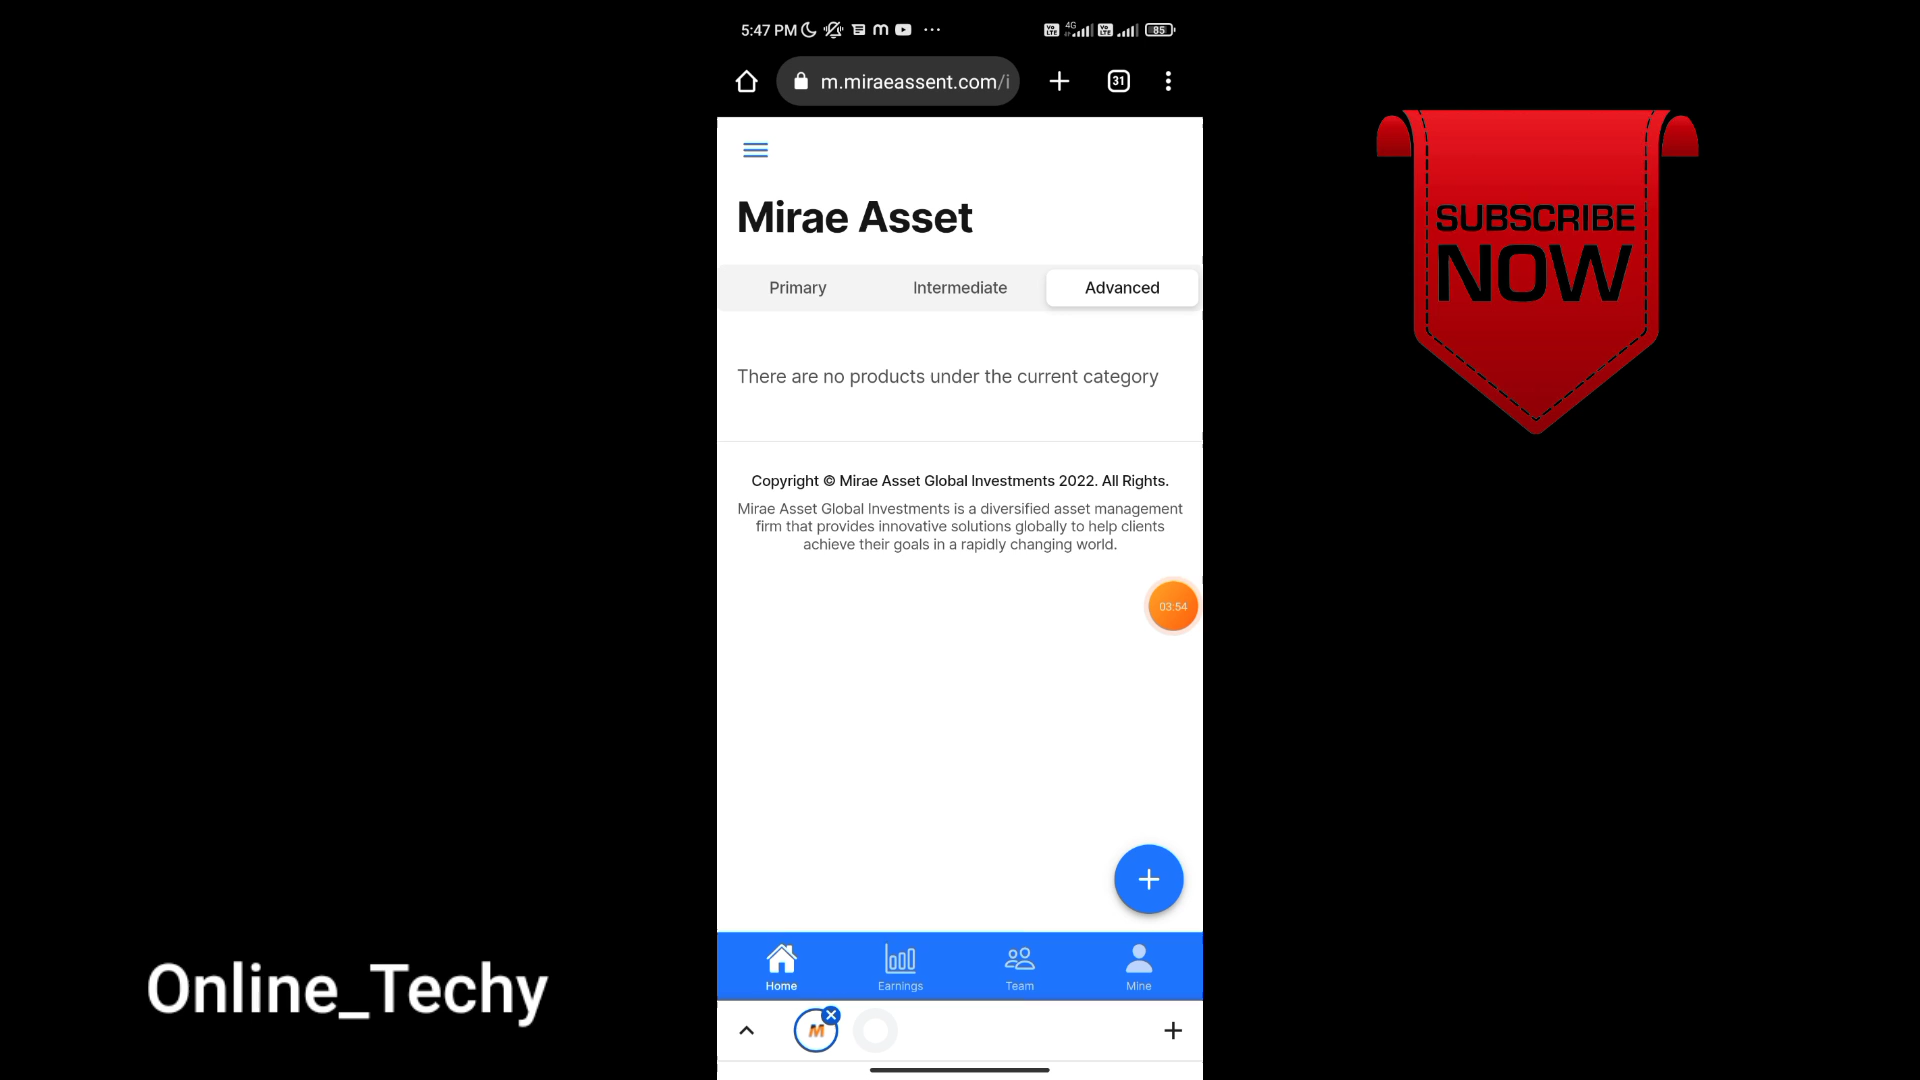 5:47 PM
4G
85
m.miraeassent.com/i
31
Mirae Asset
Primary
Intermediate
Advanced
There are no products under the current category
Copyright © Mirae Asset Global Investments 2022. All Rights.
Mirae Asset Global Investments is a diversified asset management
firm that provides innovative solutions globally to help clients
achieve their goals in a rapidly changing world.
03:54
Home
Earnings
Team
Mine
M
SUBSCRIBE
NOW
Online_Techy